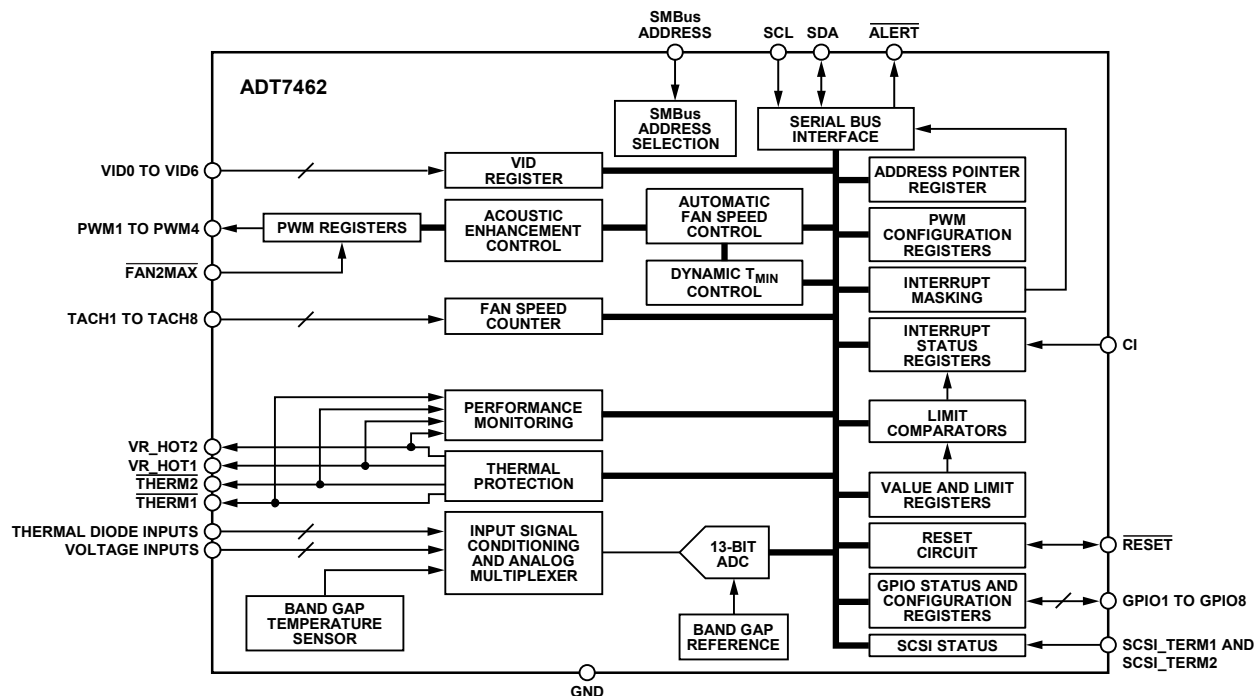 SMBus
ADDRESS
SCL
SDA
ALERT
ADT7462
SMBus
ADDRESS
SELECTION
SERIAL BUS
INTERFACE
VID0 TO VID6
VID
REGISTER
ADDRESS POINTER
REGISTER
PWM1 TO PWM4
PWM REGISTERS
ACOUSTIC
ENHANCEMENT
CONTROL
AUTOMATIC
FAN SPEED
CONTROL
PWM
CONFIGURATION
REGISTERS
FAN2MAX
DYNAMIC TMIN
CONTROL
INTERRUPT
MASKING
TACH1 TO TACH8
FAN SPEED
COUNTER
INTERRUPT
STATUS
REGISTERS
CI
PERFORMANCE
MONITORING
LIMIT
COMPARATORS
VR_HOT2
VR_HOT1
THERM2
THERM1
THERMAL
PROTECTION
VALUE AND LIMIT
REGISTERS
THERMAL DIODE INPUTS
VOLTAGE INPUTS
INPUT SIGNAL
CONDITIONING
AND ANALOG
MULTIPLEXER
13-BIT
ADC
RESET
CIRCUIT
RESET
BAND GAP
TEMPERATURE
SENSOR
BAND GAP
REFERENCE
GPIO STATUS AND
CONFIGURATION
REGISTERS
GPIO1 TO GPIO8
SCSI STATUS
SCSI_TERM1 AND
SCSI_TERM2
GND